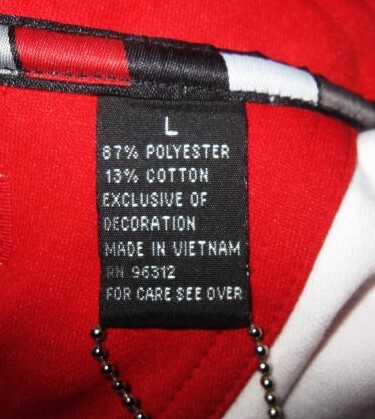 L
87% POLYESTER
13% COTTON
EXCLUSIVE OF
DECORATION
MADE IN VIETNAM
RN 96312
FOR CARE SEE OVER